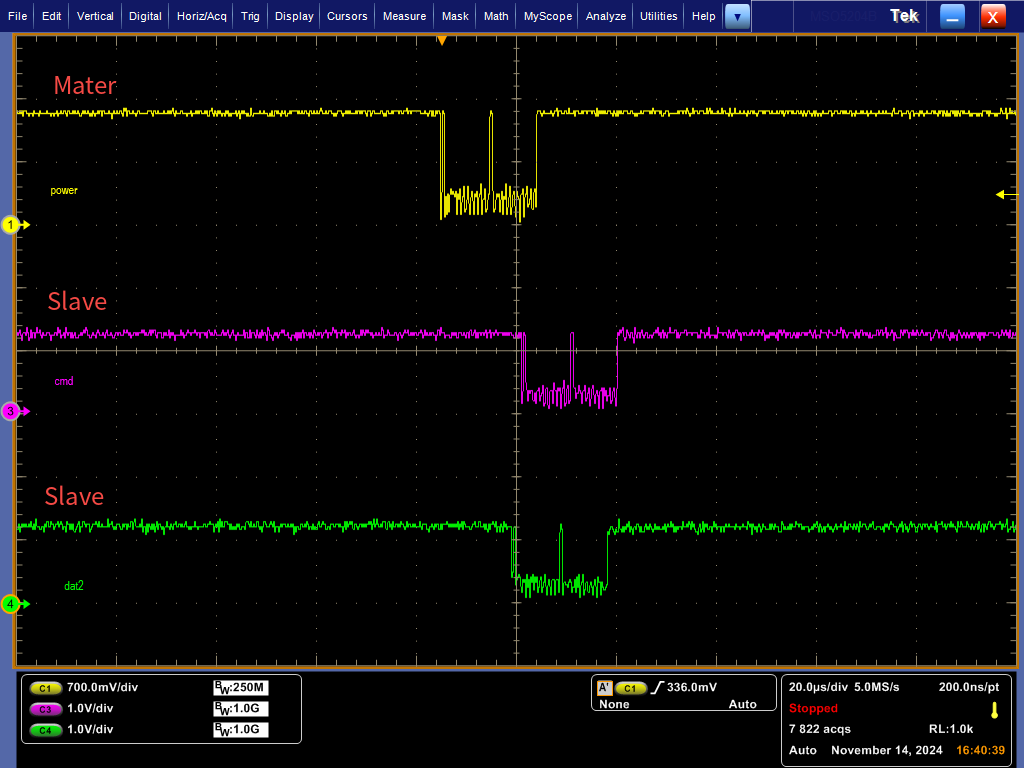 File Edit Vertical Digital Horiz/Acq Trig Display Cursors Measure Mask Math MyScope Analyze Utilities Help Tek X
Mater
power
1
Slave
cmd
3
Slave
dat2
4
C1 700.0mV/div BW:250M
C3 1.0V/div BW:1.0G
C4 1.0V/div BW:1.0G
A' C1 336.0mV
None Auto
20.0µs/div 5.0MS/s 200.0ns/pt
Stopped
7 822 acqs RL:1.0k
Auto November 14, 2024 16:40:39